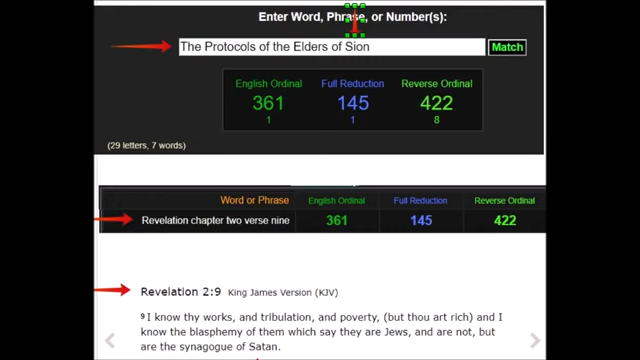 Enter Word, Phrase, or Number(s):
The Protocols of the Elders of Sion Match
English Ordinal Full Reduction Reverse Ordinal
361 145 422
1 1 8
(29 letters, 7 words)
Word or Phrase English Ordinal Full Reduction Reverse Ordinal
Revelation chapter two verse nine 361 145 422
Revelation 2:9 King James Version (KJV)
9 I know thy works, and tribulation, and poverty, (but thou art rich) and I
know the blasphemy of them which say they are Jews, and are not, but
are the synagogue of Satan.